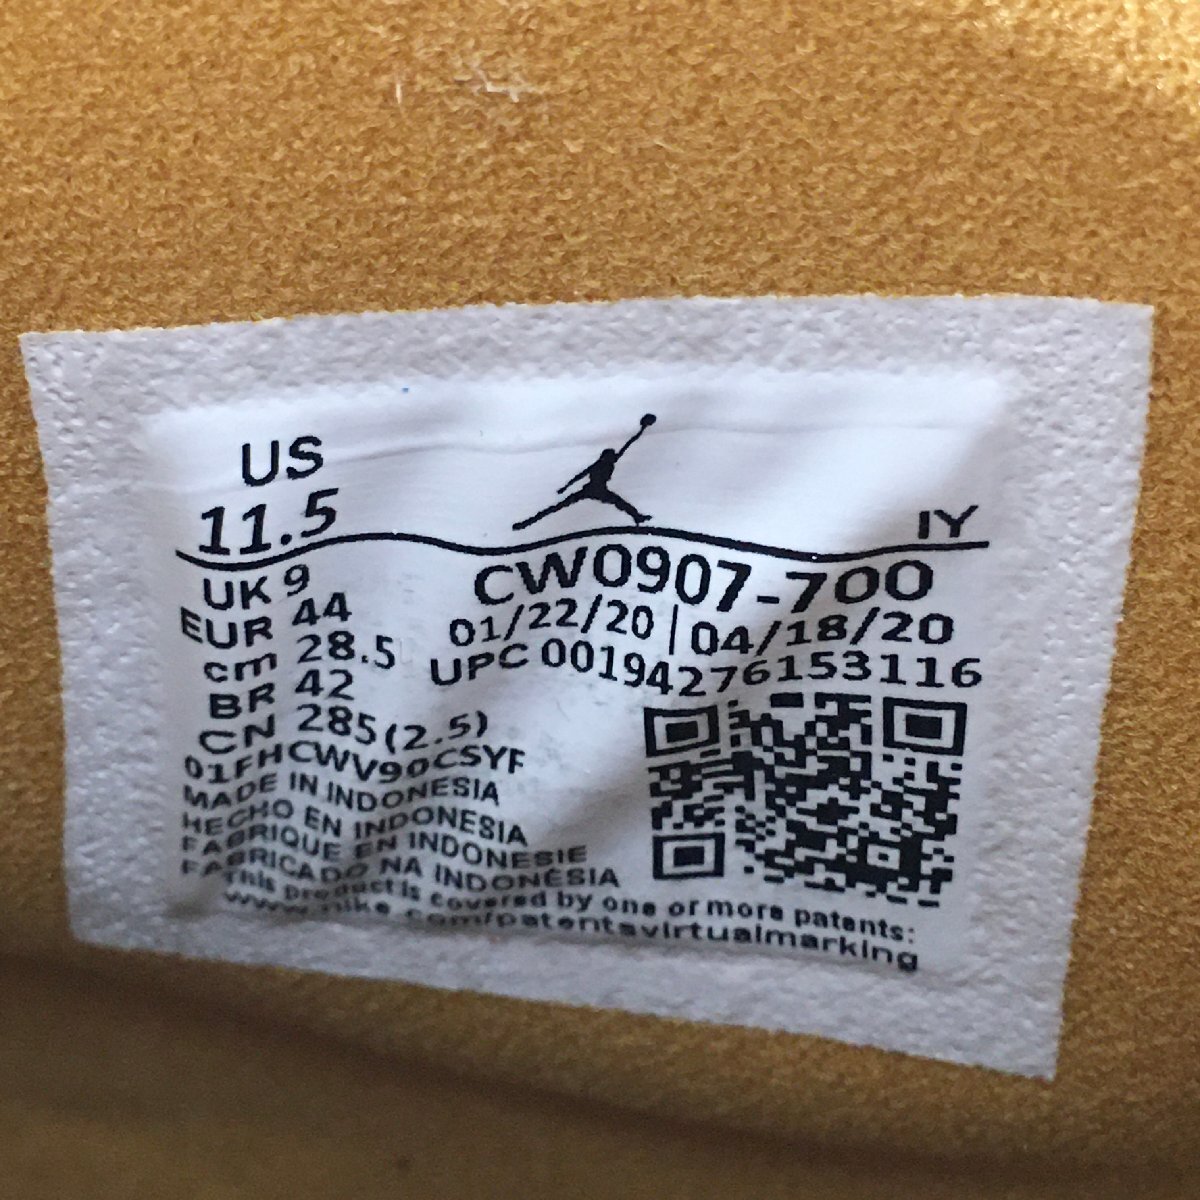 US
11.5
IY
UK 9
EUR 44
cm 28.5
BR 42
CN 285(2.5)
CW0907-700
01/22/20 | 04/18/20
UPC 00194276153116
01FHCWV90CSYF
MADE IN INDONESIA
HECHO EN INDONESIA
FABRIQUE EN INDONESIE
FABRICADO NA INDONÉSIA
This product is covered by one or more patents:
www.nike.com/patentsvirtualmarking